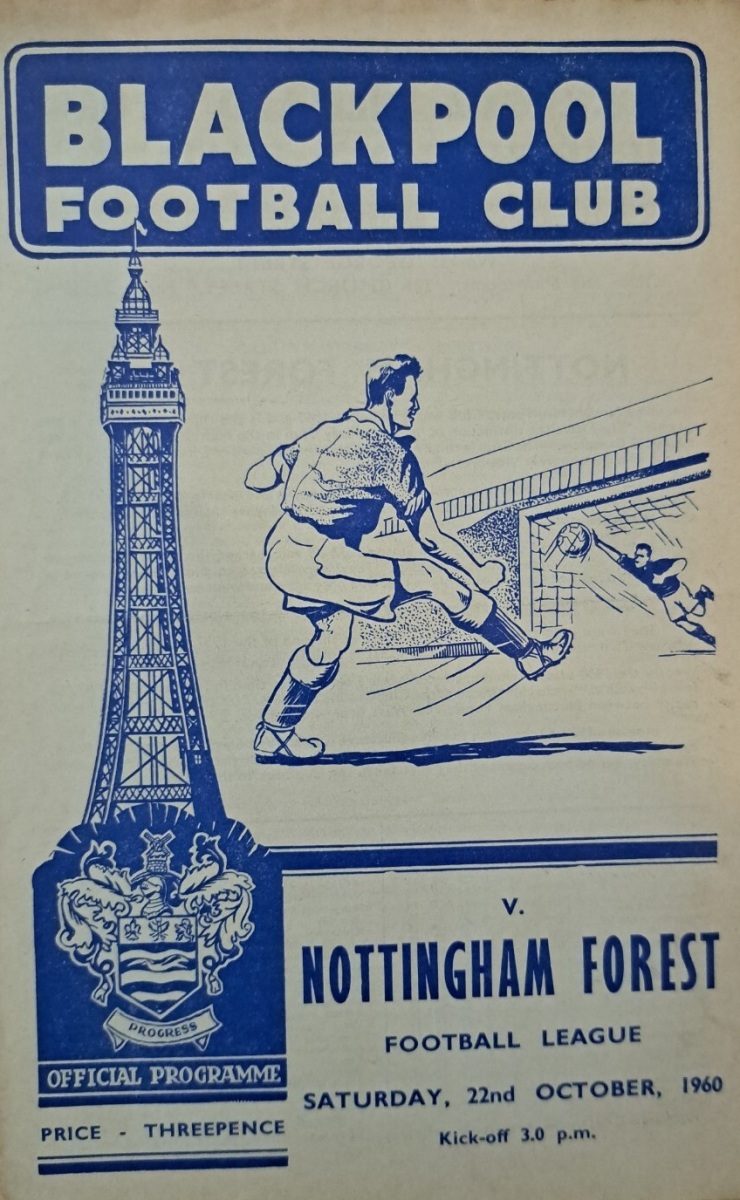 BLACKPOOL
FOOTBALL CLUB
V.
NOTTINGHAM FOREST
FOOTBALL LEAGUE
SATURDAY, 22nd OCTOBER, 1960
Kick-off 3.0 p.m.
PROGRESS
OFFICIAL PROGRAMME
PRICE - THREEPENCE